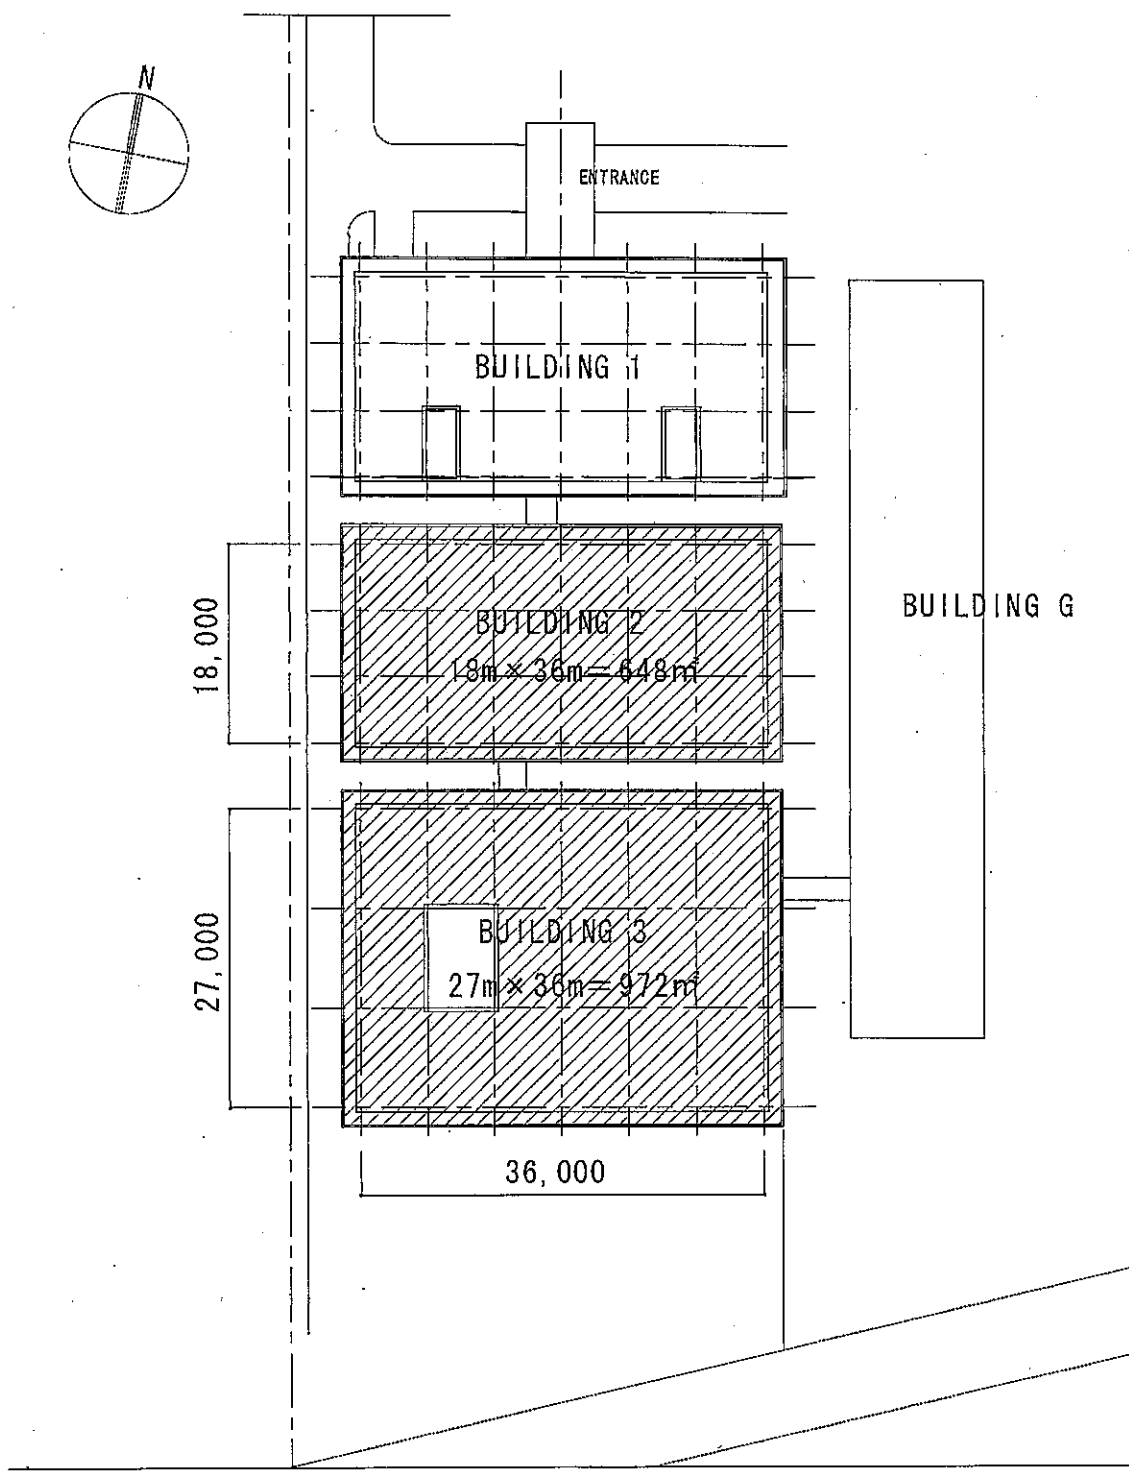 N
ENTRANCE
BUILDING 1
18,000
BUILDING 2
18m×36m=648㎡
BUILDING G
27,000
BUILDING 3
27m×36m=972㎡
36,000